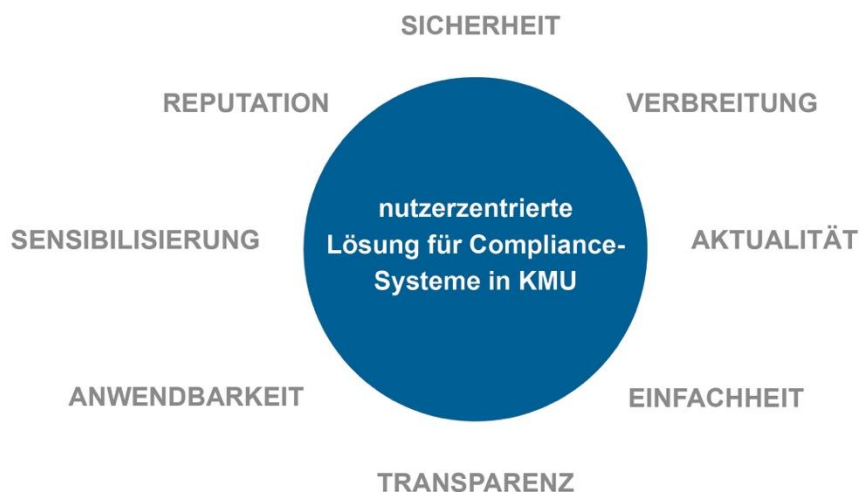 SICHERHEIT
REPUTATION
VERBREITUNG
nutzerzentrierte
Lösung für Compliance-
Systeme in KMU
SENSIBILISIERUNG
AKTUALITÄT
ANWENDBARKEIT
EINFACHHEIT
TRANSPARENZ